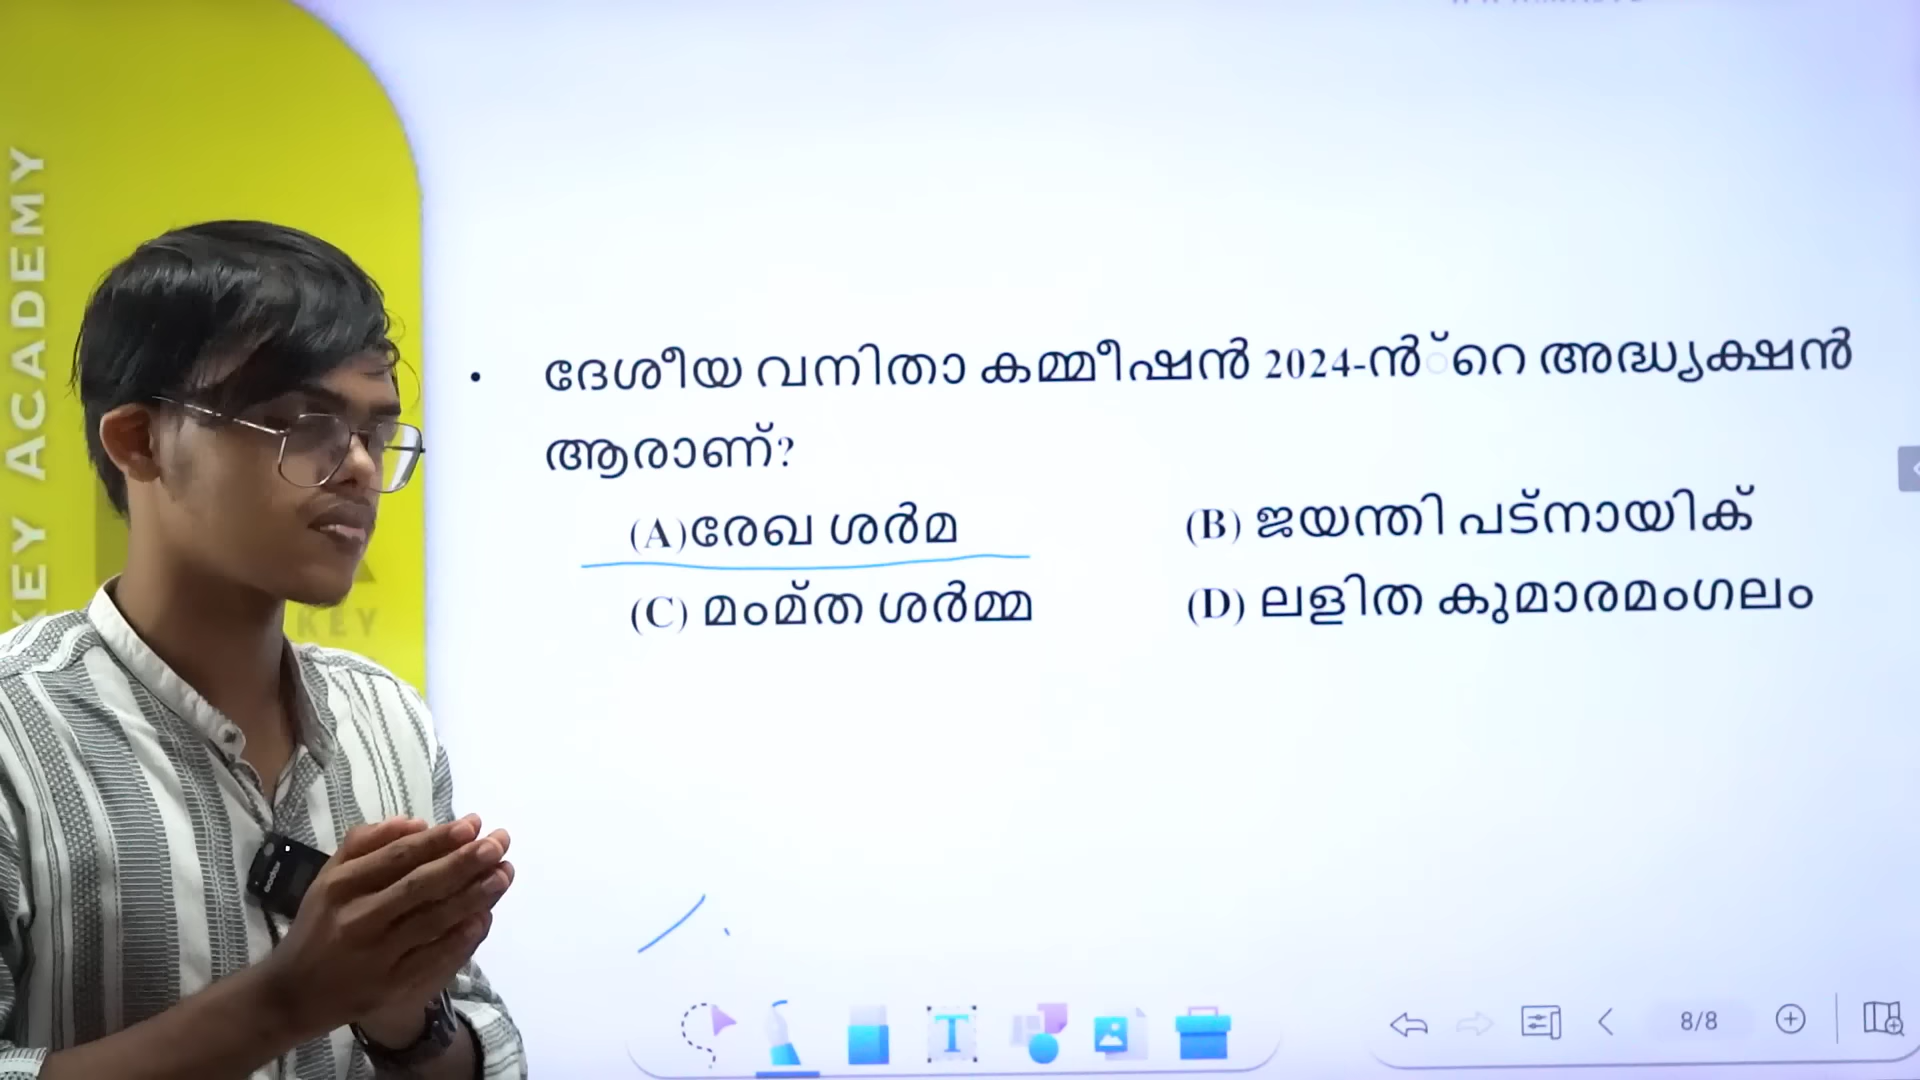 KEY ACADEMY
KEY
• ദേശീയ വനിതാ കമ്മീഷൻ 2024-ൻ്റെ അദ്ധ്യക്ഷൻ
ആരാണ്?
(A)രേഖ ശർമ
(B) ജയന്തി പട്നായിക്
(C) മംമ്ത ശർമ്മ
(D) ലളിത കുമാരമംഗലം
T
8/8